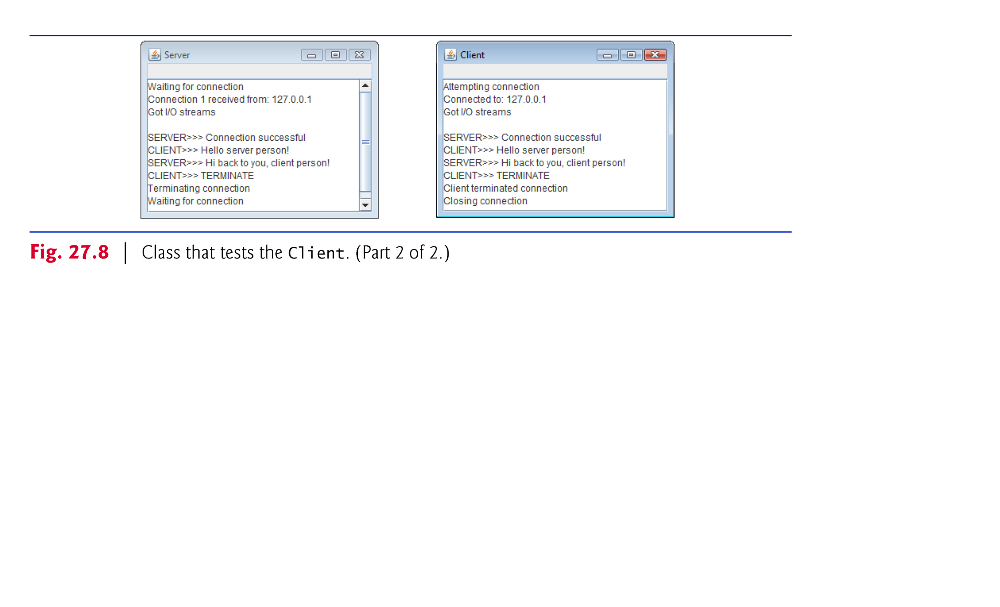 Server
Waiting for connection
Connection 1 received from: 127.0.0.1
Got I/O streams
SERVER>>> Connection successful
CLIENT>>> Hello server person!
SERVER>>> Hi back to you, client person!
CLIENT>>> TERMINATE
Terminating connection
Waiting for connection
Client
Attempting connection
Connected to: 127.0.0.1
Got I/O streams
SERVER>>> Connection successful
CLIENT>>> Hello server person!
SERVER>>> Hi back to you, client person!
CLIENT>>> TERMINATE
Client terminated connection
Closing connection
Fig. 27.8 | Class that tests the Client. (Part 2 of 2.)